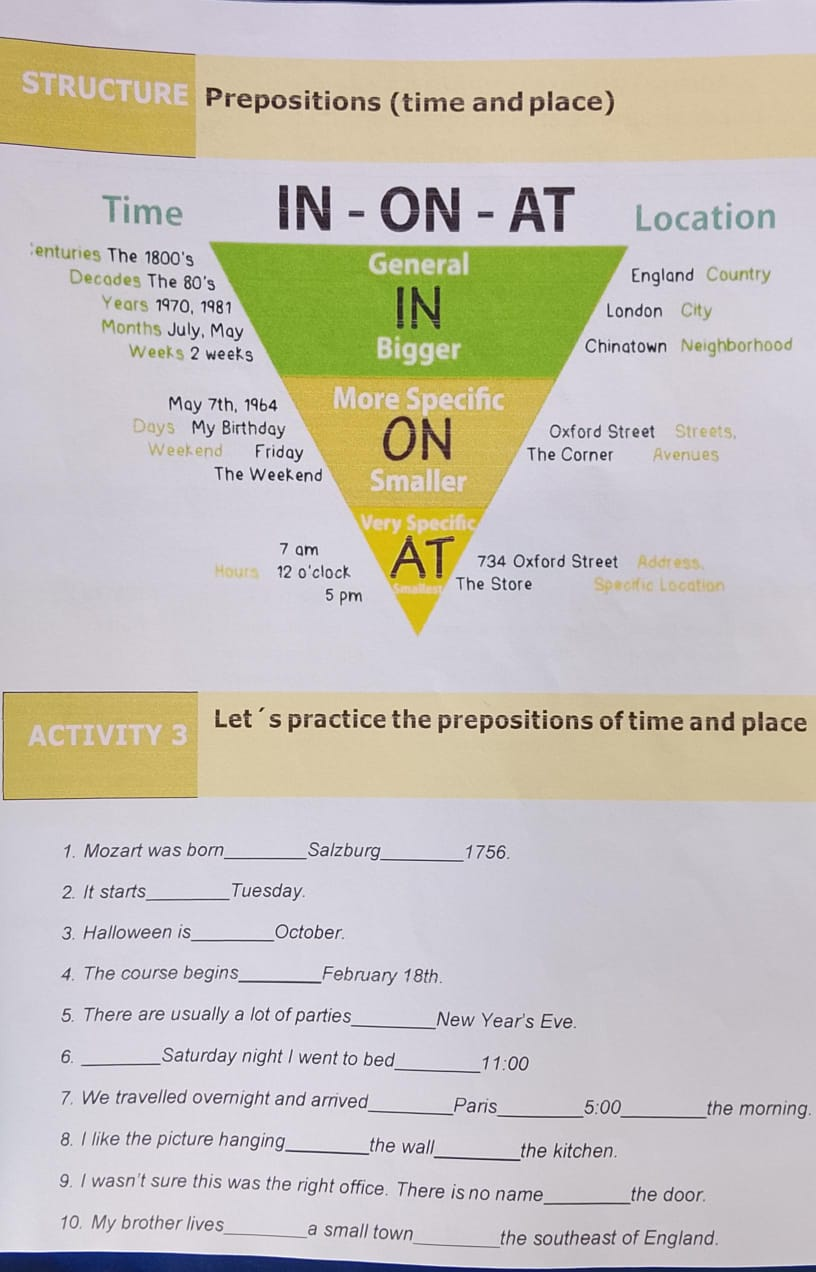 STRUCTURE Prepositions (time and place)
Time IN - ON - AT Location
enturies The 1800's
Decades The 80's
Years 1970, 1981
Months July, May
Weeks 2 weeks
General
IN
Bigger
England Country
London City
Chinatown Neighborhood
May 7th, 1964
Days My Birthday
Weekend Friday
The Weekend
More Specific
ON
Smaller
Oxford Street Streets,
The Corner Avenues
7 am
Hours 12 o'clock
5 pm
Very Specific
AT
Smallest
734 Oxford Street Address,
The Store Specific Location
ACTIVITY 3 Let´s practice the prepositions of time and place
1. Mozart was born________Salzburg________1756.
2. It starts________Tuesday.
3. Halloween is________October.
4. The course begins________February 18th.
5. There are usually a lot of parties________New Year's Eve.
6. ________Saturday night I went to bed________11:00
7. We travelled overnight and arrived________Paris________5:00________the morning.
8. I like the picture hanging________the wall________the kitchen.
9. I wasn't sure this was the right office. There is no name________the door.
10. My brother lives________a small town________the southeast of England.